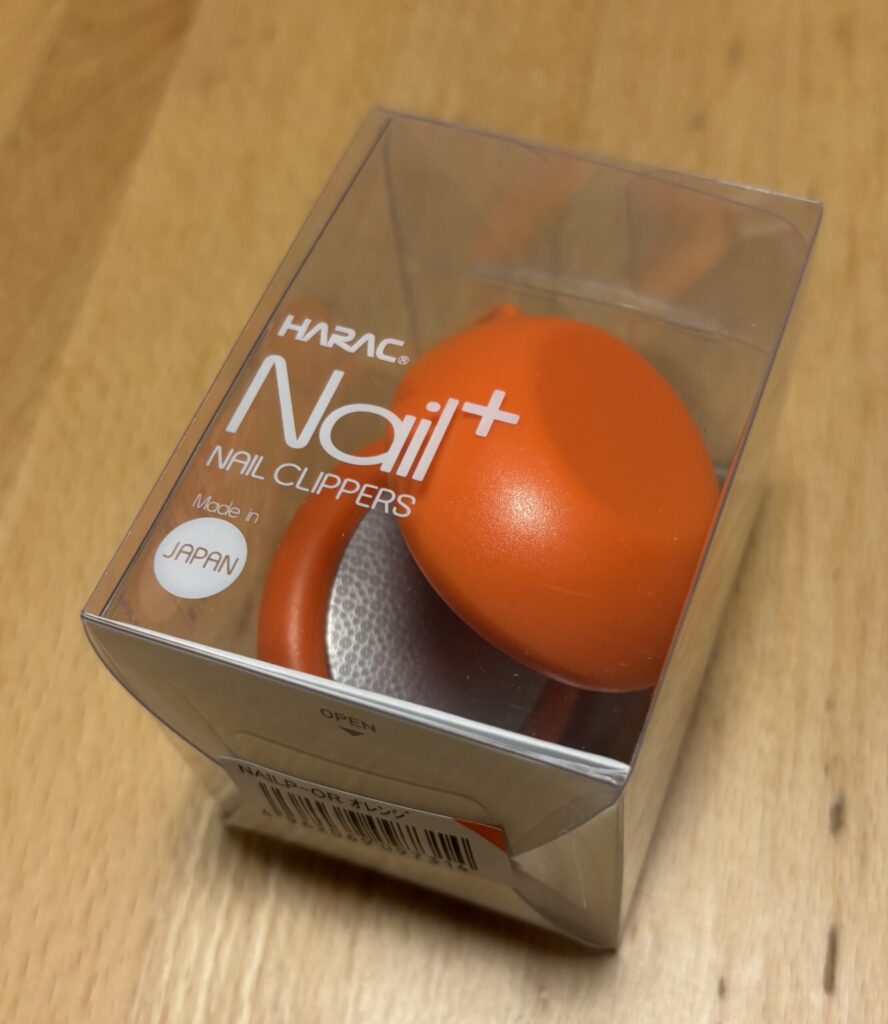 HARAC®
Nail+
NAIL CLIPPERS
Made in
JAPAN
OPEN
NAILP-OR オレンジ